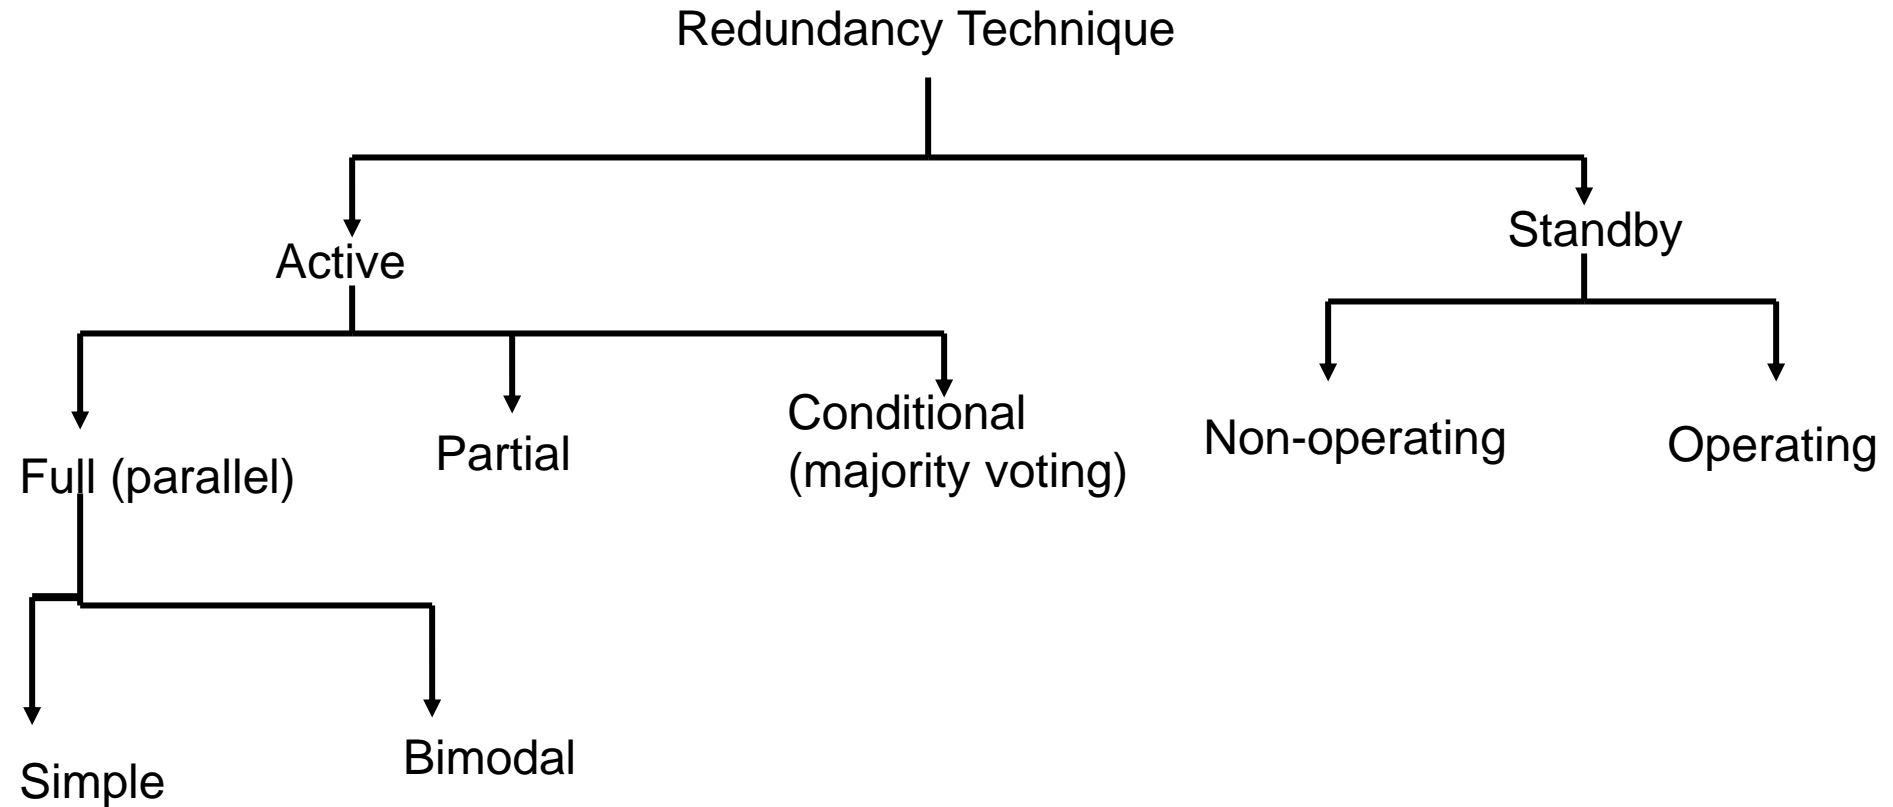 Redundancy Technique
Active
Standby
Full (parallel)
Partial
Conditional
(majority voting)
Non-operating
Operating
Simple
Bimodal